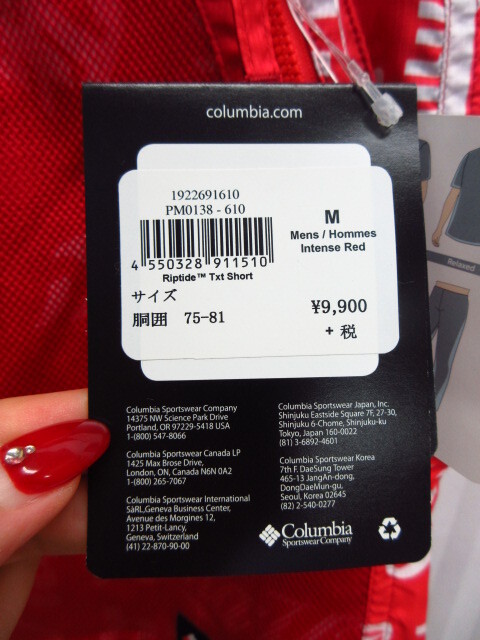 columbia.com
1922691610
PM0138 - 610
4 550328 911510
Riptide™ Txt Short
サイズ
胴囲 75-81
M
Mens / Hommes
Intense Red
¥9,900
+ 税
Columbia Sportswear Company
14375 NW Science Park Drive
Portland, OR 97229-5418 USA
1-(800) 547-8066
Columbia Sportswear Canada LP
1425 Max Brose Drive,
London, ON, Canada N6N 0A2
1-(800) 265-7067
Columbia Sportswear International
SàRL,Geneva Business Center,
Avenue des Morgines 12,
1213 Petit-Lancy,
Geneva, Switzerland
(41) 22-870-90-00
Columbia Sportswear Japan, Inc.
Shinjuku Eastside Square 7F, 27-30,
Shinjuku 6-Chome, Shinjuku-ku
Tokyo, Japan 160-0022
(81) 3-6892-4601
Columbia Sportswear Korea
7th F. DaeSung Tower
465-13 JangAn-dong,
DongDaeMun-gu,
Seoul, Korea 02645
(82) 2-540-0277
Columbia
Sportswear Company
Relaxed